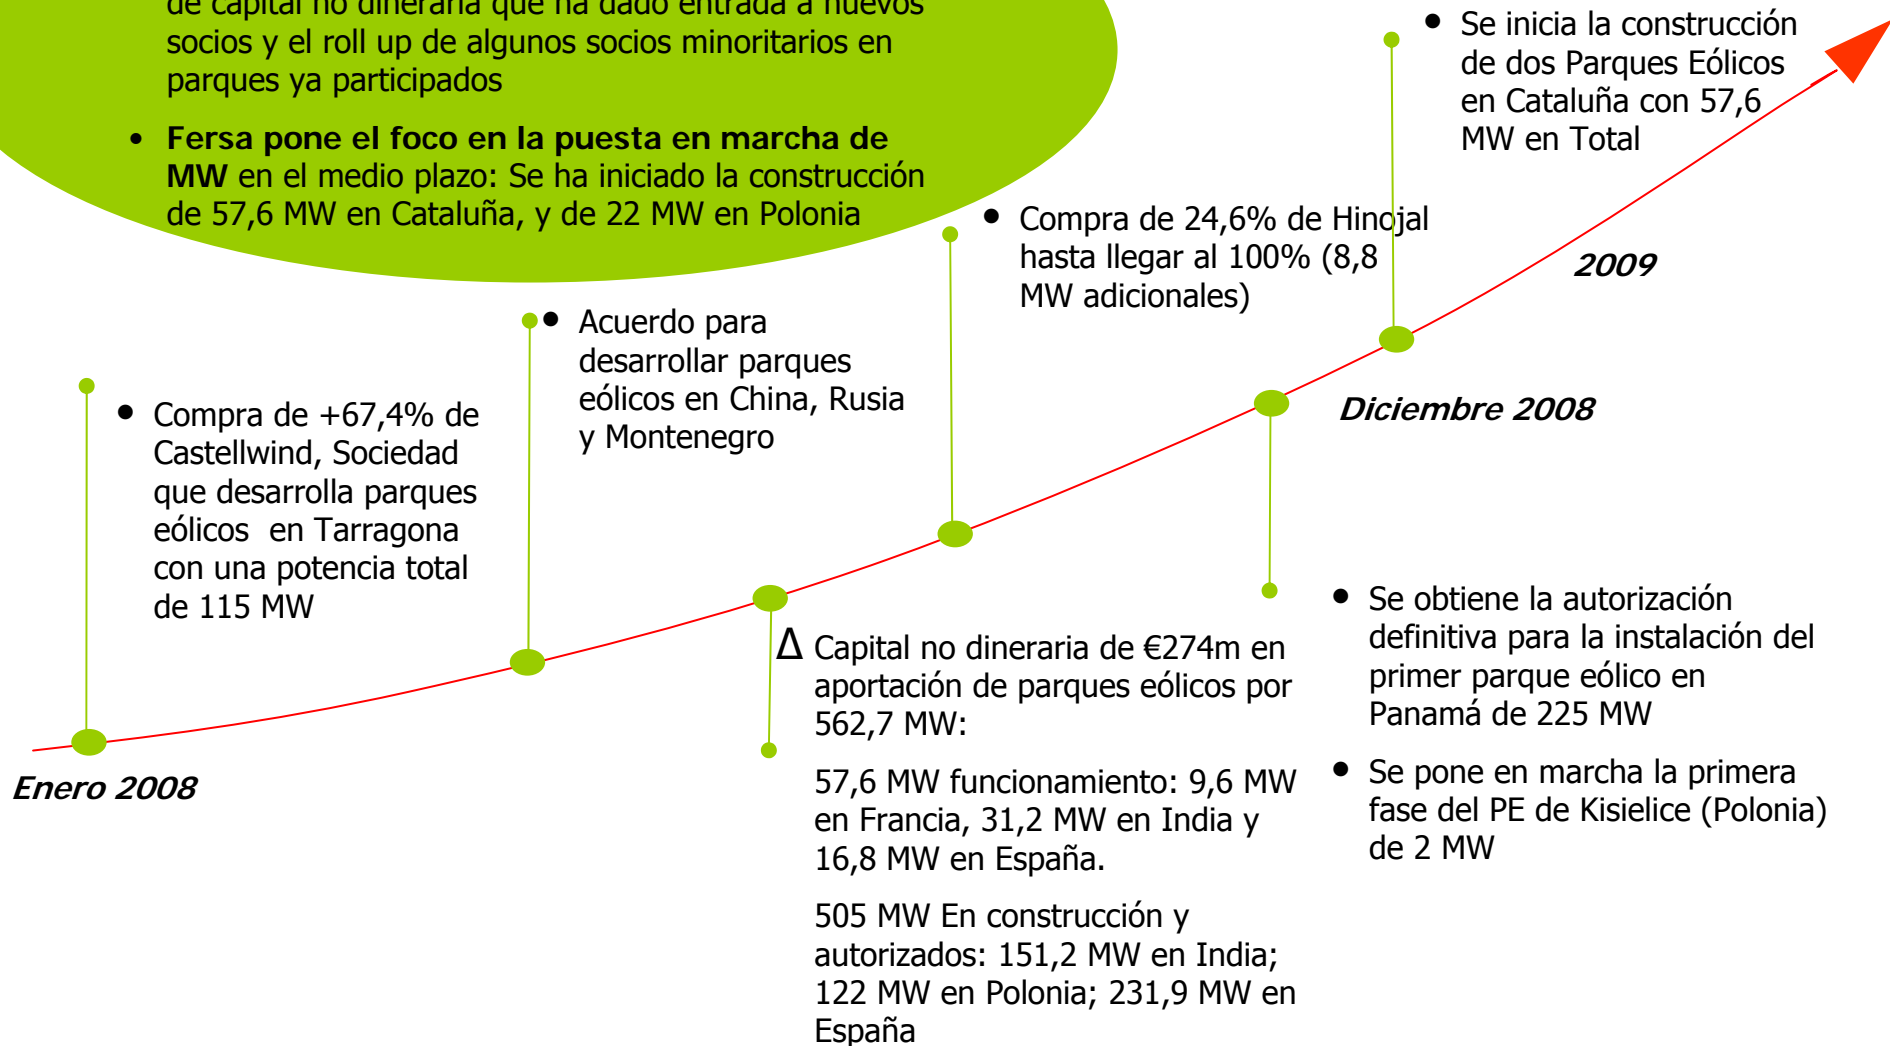 de capital no dineraria que ha dado entrada a nuevos
socios y el roll up de algunos socios minoritarios en
parques ya participados
• Fersa pone el foco en la puesta en marcha de
MW en el medio plazo: Se ha iniciado la construcción
de 57,6 MW en Cataluña, y de 22 MW en Polonia
• Se inicia la construcción
de dos Parques Eólicos
en Cataluña con 57,6
MW en Total
• Compra de 24,6% de Hinojal
hasta llegar al 100% (8,8
MW adicionales)
2009
• Acuerdo para
desarrollar parques
eólicos en China, Rusia
y Montenegro
• Compra de +67,4% de
Castellwind, Sociedad
que desarrolla parques
eólicos en Tarragona
con una potencia total
de 115 MW
Diciembre 2008
Enero 2008
Δ Capital no dineraria de €274m en
aportación de parques eólicos por
562,7 MW:
57,6 MW funcionamiento: 9,6 MW
en Francia, 31,2 MW en India y
16,8 MW en España.
505 MW En construcción y
autorizados: 151,2 MW en India;
122 MW en Polonia; 231,9 MW en
España
• Se obtiene la autorización
definitiva para la instalación del
primer parque eólico en
Panamá de 225 MW
• Se pone en marcha la primera
fase del PE de Kisielice (Polonia)
de 2 MW